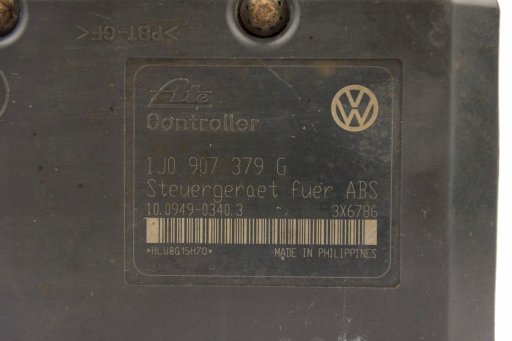 >PBT-GF<
Ate
Controller
1J0 907 379 G
Steuergeraet fuer ABS
10.0949-0340.3 3X6786
*BLU8G15H70*
MADE IN PHILIPPINES